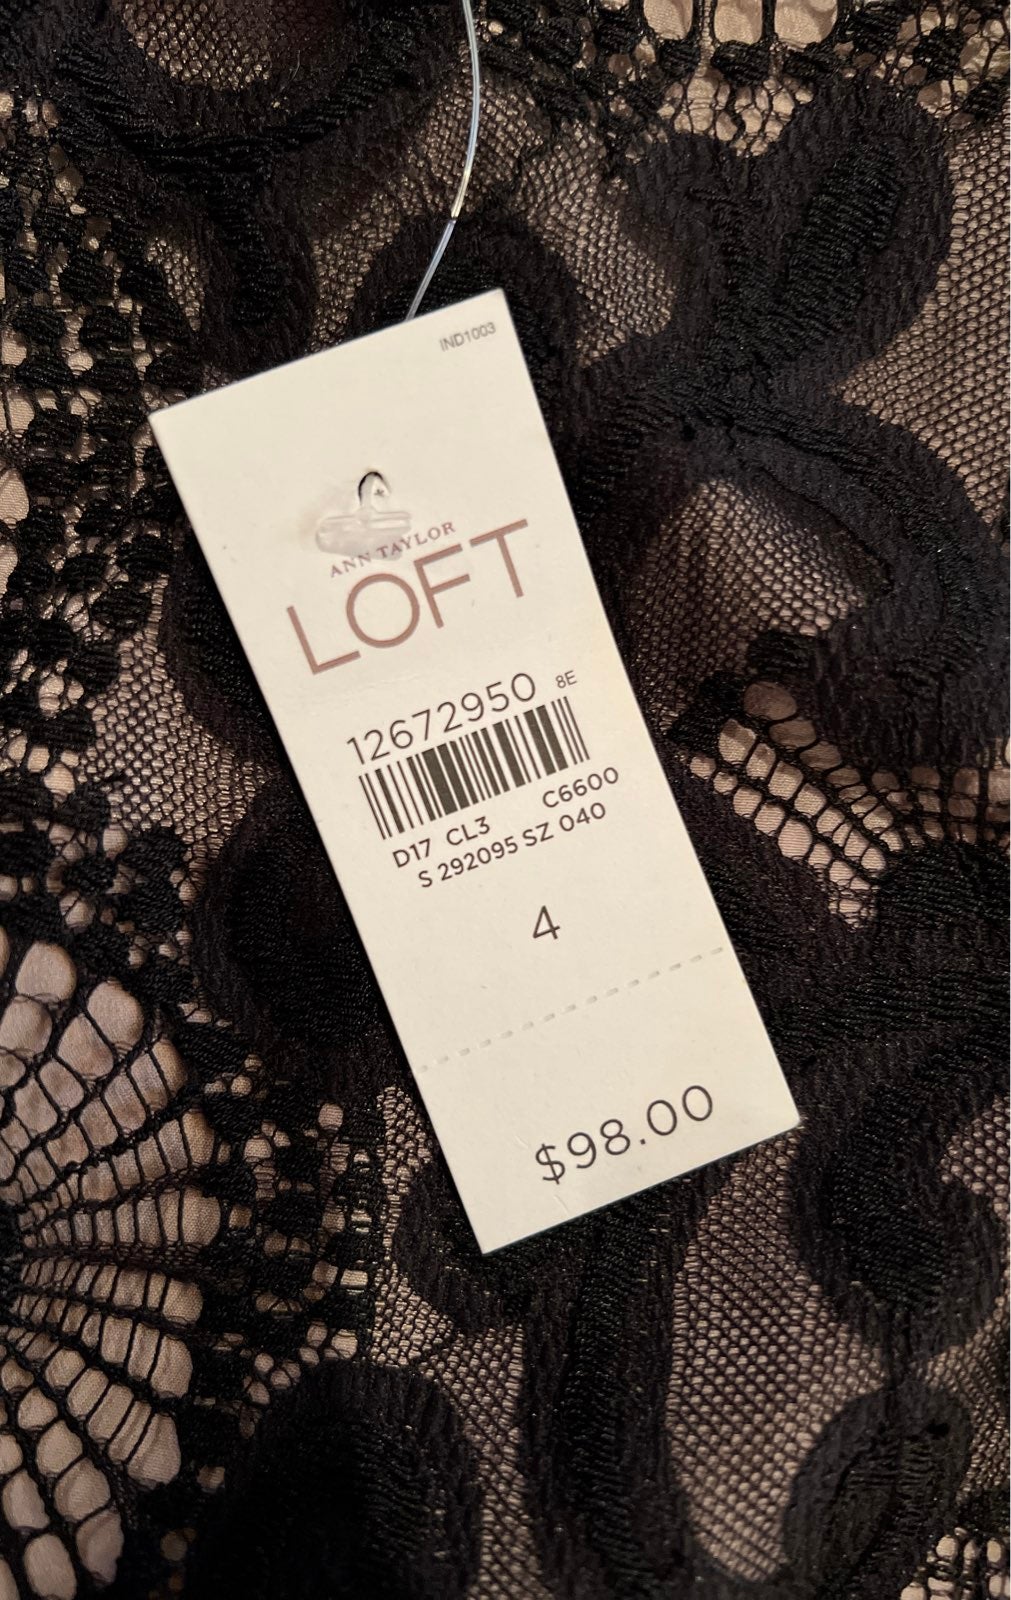 IND1003
ANN TAYLOR
LOFT
12672950 8E
D17 CL3 C6600
S 292095 SZ 040
4
$98.00